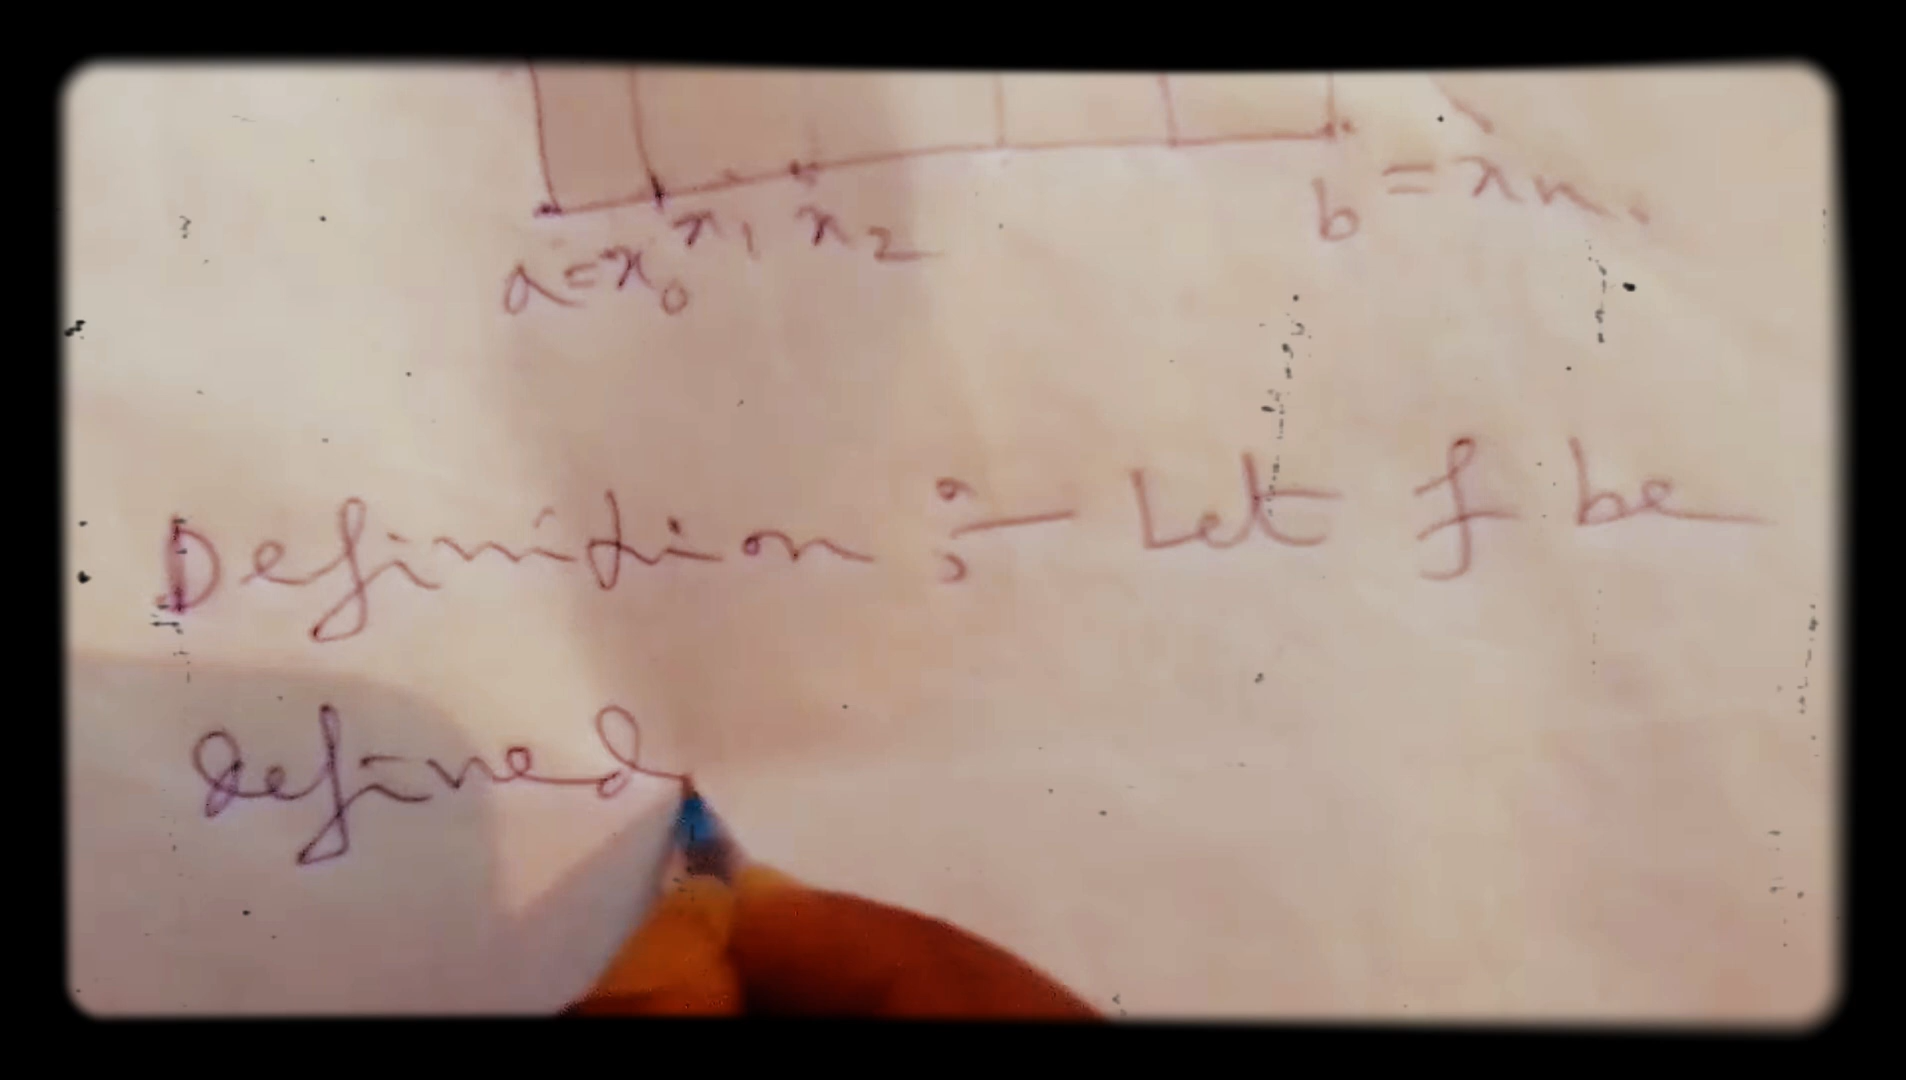 a=x₀ x₁ x₂ b = xn.
Definition :- Let f be
defined